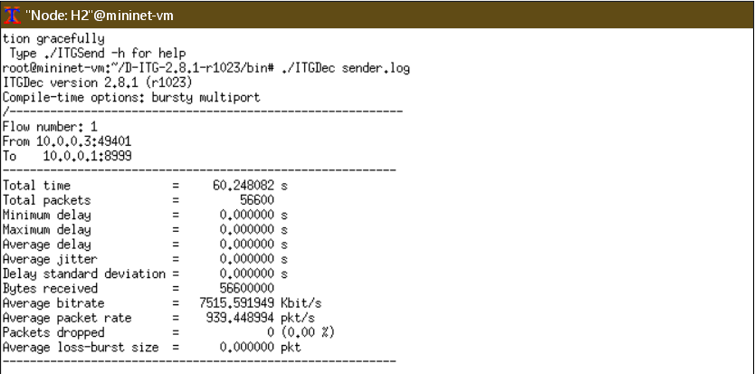 "Node: H2"@mininet-vm
tion gracefully
Type ./ITGSend -h for help
root@mininet-vm:~/D-ITG-2.8.1-r1023/bin# ./ITGDec sender.log
ITGDec version 2.8.1 (r1023)
Compile-time options: bursty multiport
/----------------------------------------------------------
Flow number: 1
From 10.0.0.3:49401
To    10.0.0.1:8999
----------------------------------------------------------
Total time               =     60.248082 s
Total packets            =         56600
Minimum delay            =      0.000000 s
Maximum delay            =      0.000000 s
Average delay            =      0.000000 s
Average jitter           =      0.000000 s
Delay standard deviation =      0.000000 s
Bytes received           =      56600000
Average bitrate          =   7515.591949 Kbit/s
Average packet rate      =    939.448994 pkt/s
Packets dropped          =             0 (0.00 %)
Average loss-burst size  =      0.000000 pkt
----------------------------------------------------------